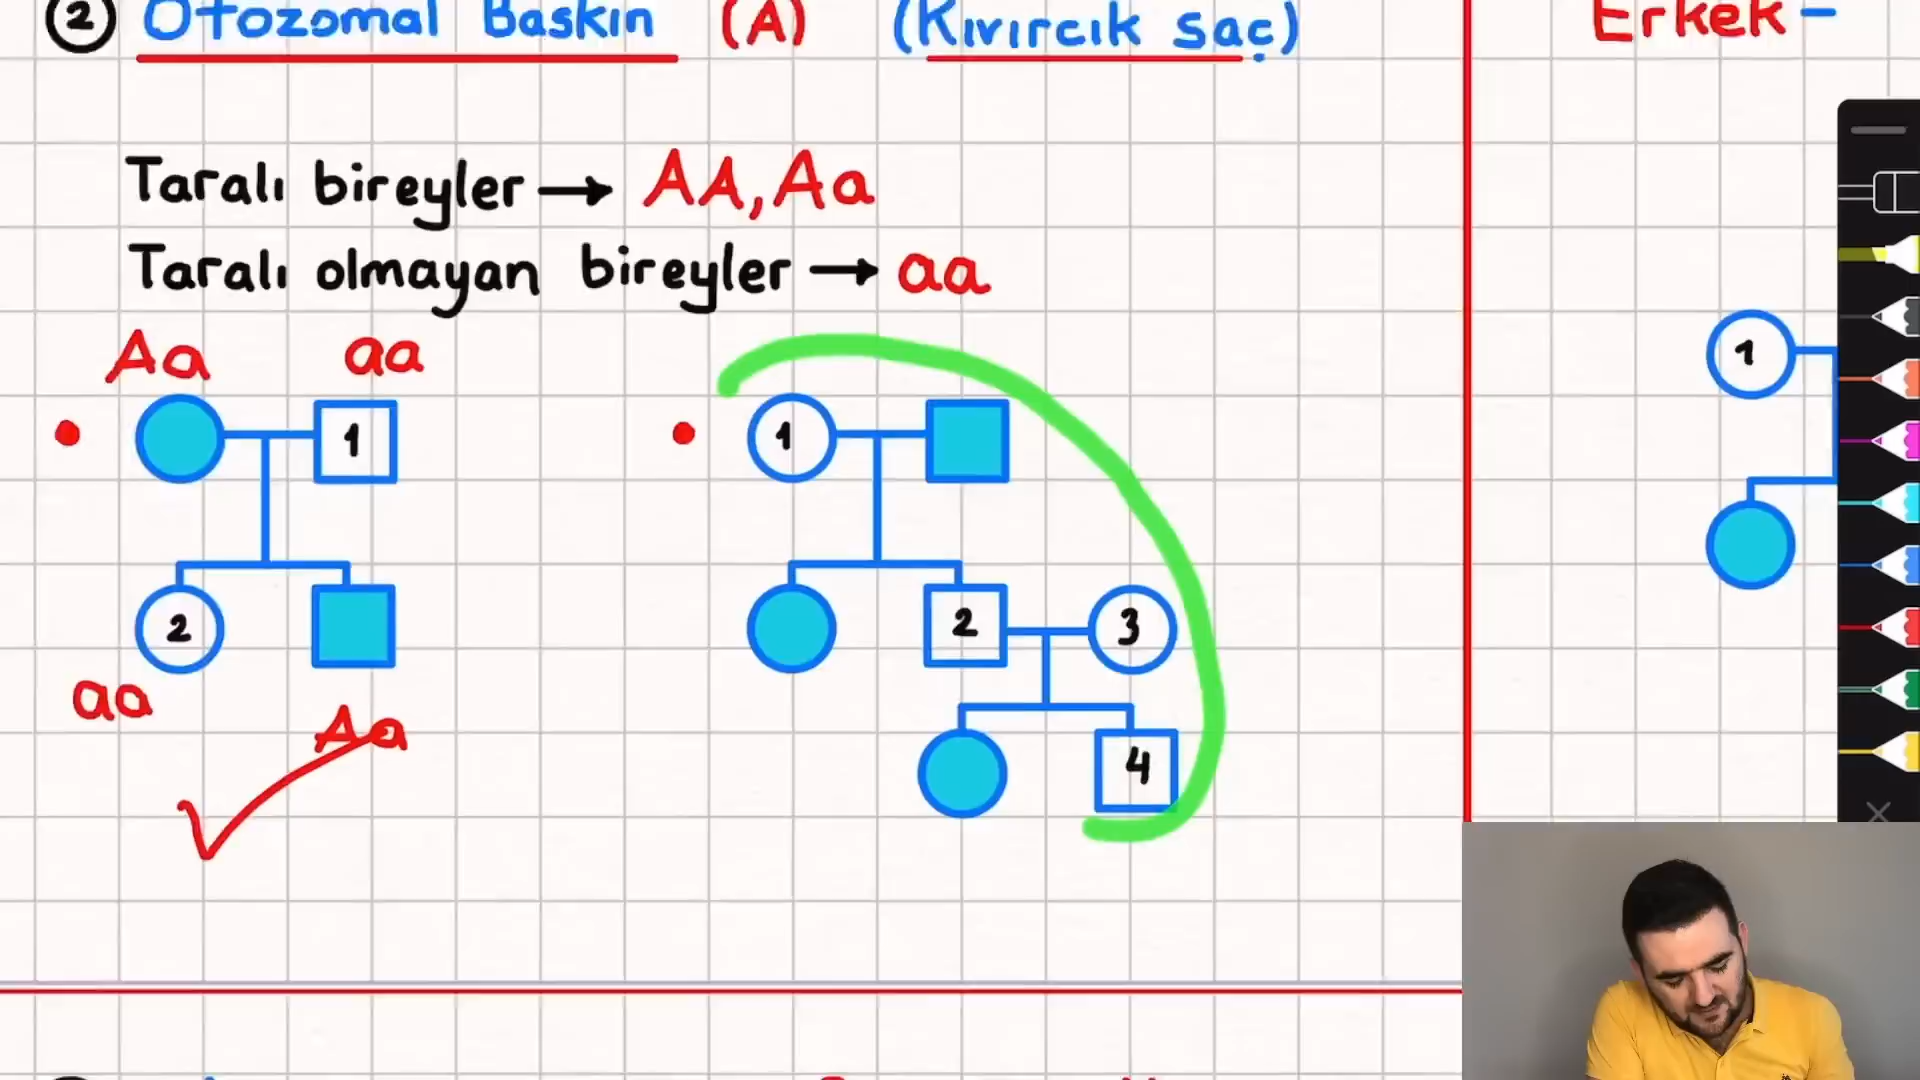 2 Otozomal Baskın (A) (Kıvırcık saç)
Erkek-
Taralı bireyler → AA, Aa
Taralı olmayan bireyler → aa
Aa aa
1
2
aa
Aa
1
2
3
4
1